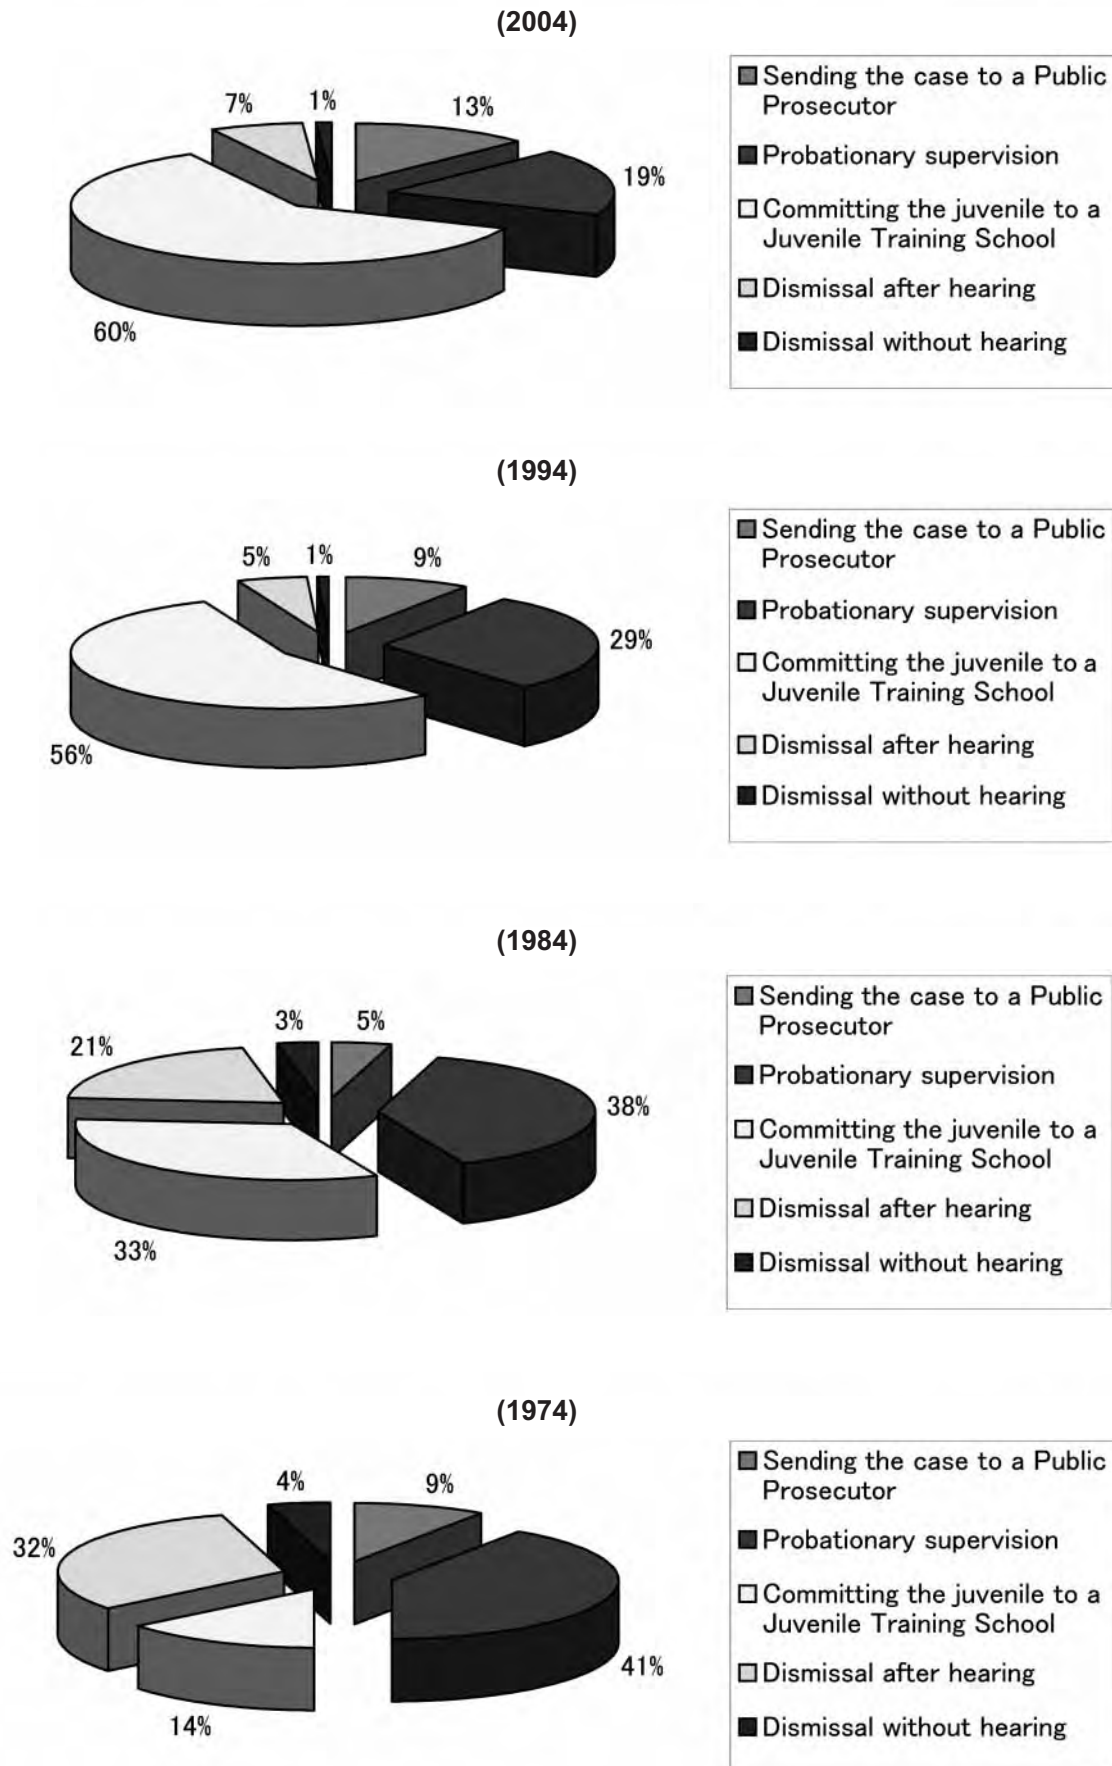 (2004)
7%
1%
13%
19%
60%
Sending the case to a Public
Prosecutor
Probationary supervision
Committing the juvenile to a
Juvenile Training School
Dismissal after hearing
Dismissal without hearing
(1994)
5%
1%
9%
29%
56%
Sending the case to a Public
Prosecutor
Probationary supervision
Committing the juvenile to a
Juvenile Training School
Dismissal after hearing
Dismissal without hearing
(1984)
3%
5%
21%
38%
33%
Sending the case to a Public
Prosecutor
Probationary supervision
Committing the juvenile to a
Juvenile Training School
Dismissal after hearing
Dismissal without hearing
(1974)
4%
9%
32%
41%
14%
Sending the case to a Public
Prosecutor
Probationary supervision
Committing the juvenile to a
Juvenile Training School
Dismissal after hearing
Dismissal without hearing